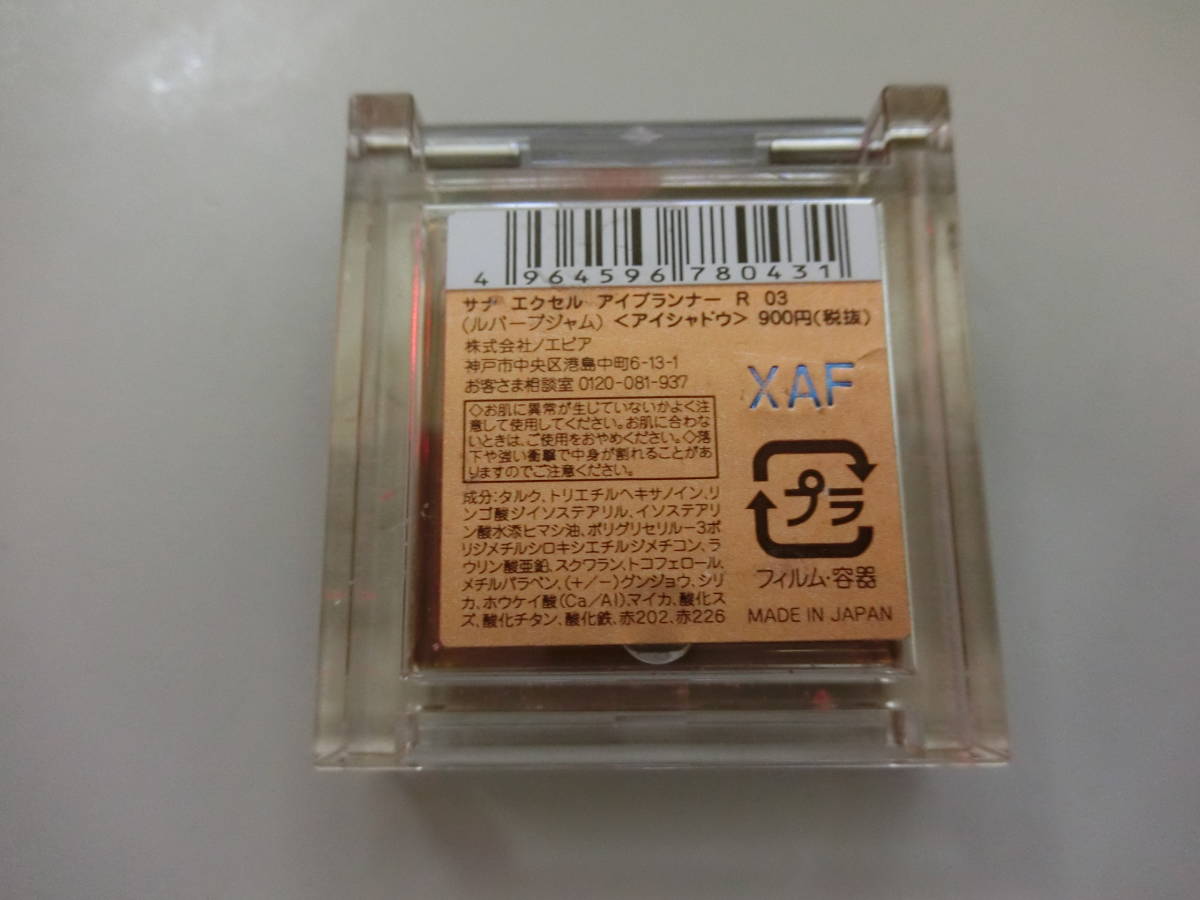 4 964596 780431
サナ エクセル アイプランナー R 03
(ルバーブジャム) <アイシャドウ> 900円(税抜)
株式会社ノエビア
神戸市中央区港島中町6-13-1
お客さま相談室 0120-081-937
XAF
◇お肌に異常が生じていないかよく注
意して使用してください。お肌に合わな
いときは、ご使用をおやめください。◇落
下や強い衝撃で中身が割れることがあ
りますのでご注意ください。
成分:タルク、トリエチルヘキサノイン、リ
ンゴ酸ジイソステアリル、イソステアリ
ン酸水添ヒマシ油、ポリグリセリルー3ポ
リジメチルシロキシエチルジメチコン、ラ
ウリン酸亜鉛、スクワラン、トコフェロール、
メチルパラベン、(+/−)グンジョウ、シリ
カ、ホウケイ酸(Ca/Al)、マイカ、酸化ス
ズ、酸化チタン、酸化鉄、赤202、赤226
プラ
フィルム・容器
MADE IN JAPAN